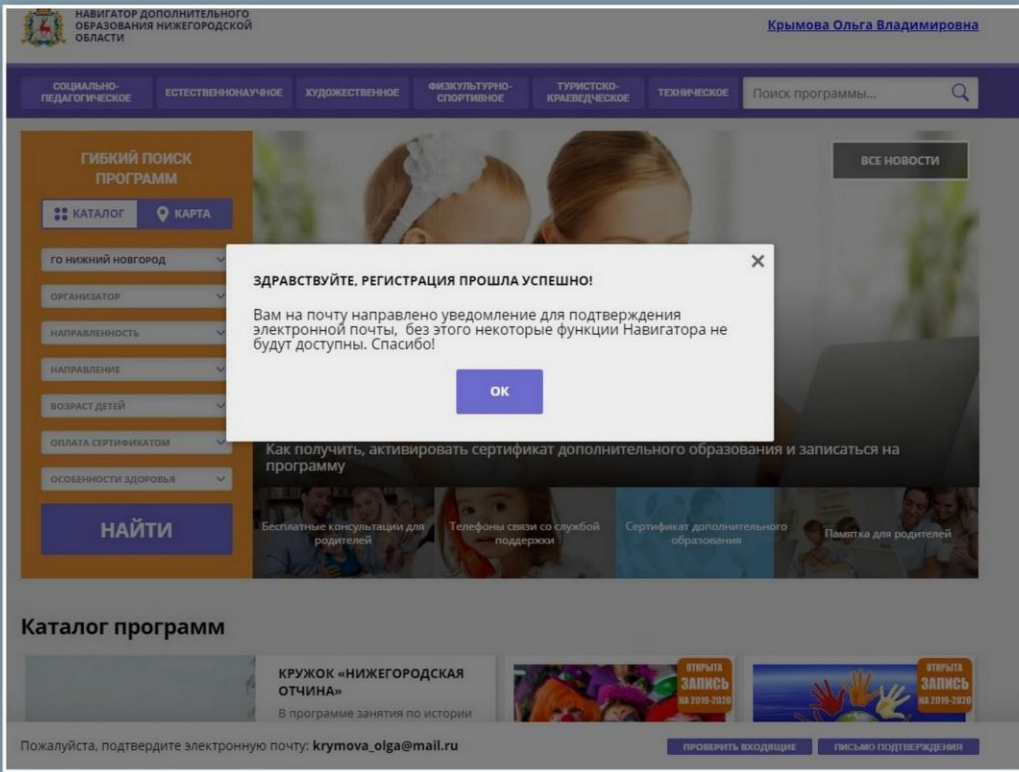 НАВИГАТОР ДОПОЛНИТЕЛЬНОГО
ОБРАЗОВАНИЯ НИЖЕГОРОДСКОЙ
ОБЛАСТИ
Крымова Ольга Владимировна
СОЦИАЛЬНО-
ПЕДАГОГИЧЕСКОЕ
ЕСТЕСТВЕННОНАУЧНОЕ
ХУДОЖЕСТВЕННОЕ
ФИЗКУЛЬТУРНО-
СПОРТИВНОЕ
ТУРИСТСКО-
КРАЕВЕДЧЕСКОЕ
ТЕХНИЧЕСКОЕ
Поиск программы...
ГИБКИЙ ПОИСК
ПРОГРАММ
КАТАЛОГ
КАРТА
ВСЕ НОВОСТИ
ГО НИЖНИЙ НОВГОРОД
ОРГАНИЗАТОР
НАПРАВЛЕННОСТЬ
НАПРАВЛЕНИЕ
ВОЗРАСТ ДЕТЕЙ
ОПЛАТА СЕРТИФИКАТОМ
ОСОБЕННОСТИ ЗДОРОВЬЯ
НАЙТИ
ЗДРАВСТВУЙТЕ, РЕГИСТРАЦИЯ ПРОШЛА УСПЕШНО!
Вам на почту направлено уведомление для подтверждения
электронной почты, без этого некоторые функции Навигатора не
будут доступны. Спасибо!
ОК
Как получить, активировать сертификат дополнительного образования и записаться на
программу
Бесплатные консультации для
родителей
Телефоны связи со службой
поддержки
Сертификат дополнительного
образования
Памятка для родителей
Каталог программ
КРУЖОК «НИЖЕГОРОДСКАЯ
ОТЧИНА»
В программе занятия по истории
ОТКРЫТА
ЗАПИСЬ
НА 2019-2020
ОТКРЫТА
ЗАПИСЬ
НА 2019-2020
Пожалуйста, подтвердите электронную почту: krymova_olga@mail.ru
ПРОВЕРИТЬ ВХОДЯЩИЕ
ПИСЬМО ПОДТВЕРЖДЕНИЯ